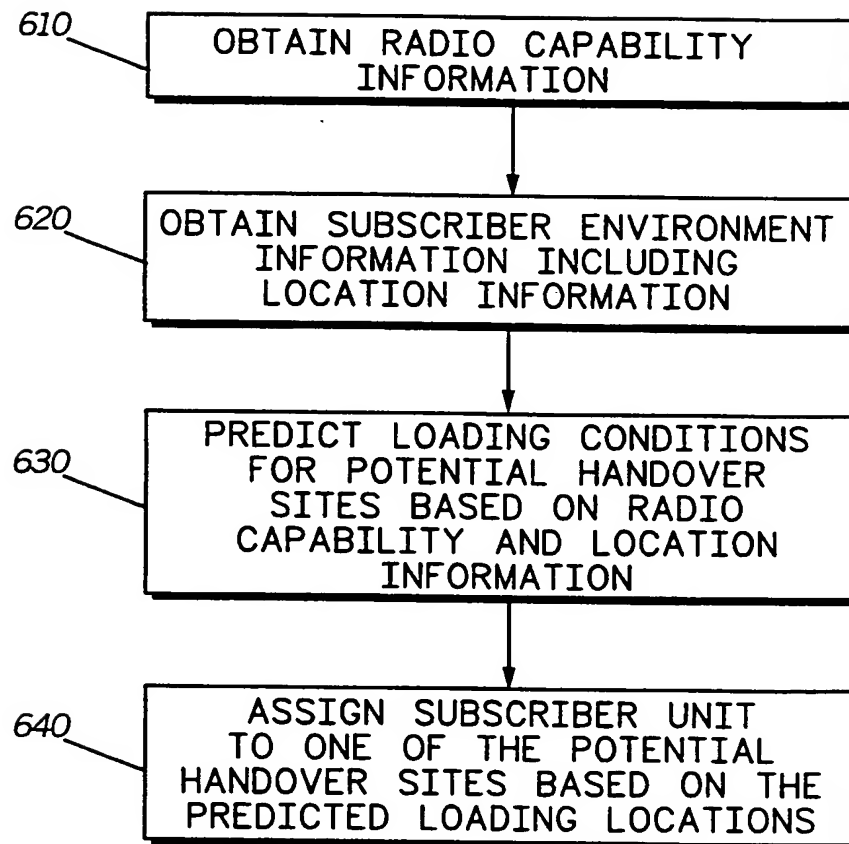 610
OBTAIN RADIO CAPABILITY
INFORMATION
620
OBTAIN SUBSCRIBER ENVIRONMENT
INFORMATION INCLUDING
LOCATION INFORMATION
630
PREDICT LOADING CONDITIONS
FOR POTENTIAL HANDOVER
SITES BASED ON RADIO
CAPABILITY AND LOCATION
INFORMATION
640
ASSIGN SUBSCRIBER UNIT
TO ONE OF THE POTENTIAL
HANDOVER SITES BASED ON THE
PREDICTED LOADING LOCATIONS